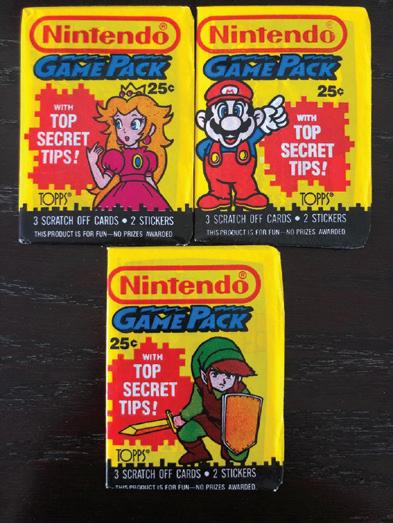 Nintendo®
GAME PACK
25¢
WITH
TOP
SECRET
TIPS!
TOPPS®
3 SCRATCH OFF CARDS • 2 STICKERS
THIS PRODUCT IS FOR FUN—NO PRIZES AWARDED
Nintendo®
GAME PACK
25¢
M
WITH
TOP
SECRET
TIPS!
TOPPS®
3 SCRATCH OFF CARDS • 2 STICKERS
THIS PRODUCT IS FOR FUN—NO PRIZES AWARDED
Nintendo®
GAME PACK
25¢
WITH
TOP
SECRET
TIPS!
TOPPS®
3 SCRATCH OFF CARDS • 2 STICKERS
THIS PRODUCT IS FOR FUN—NO PRIZES AWARDED